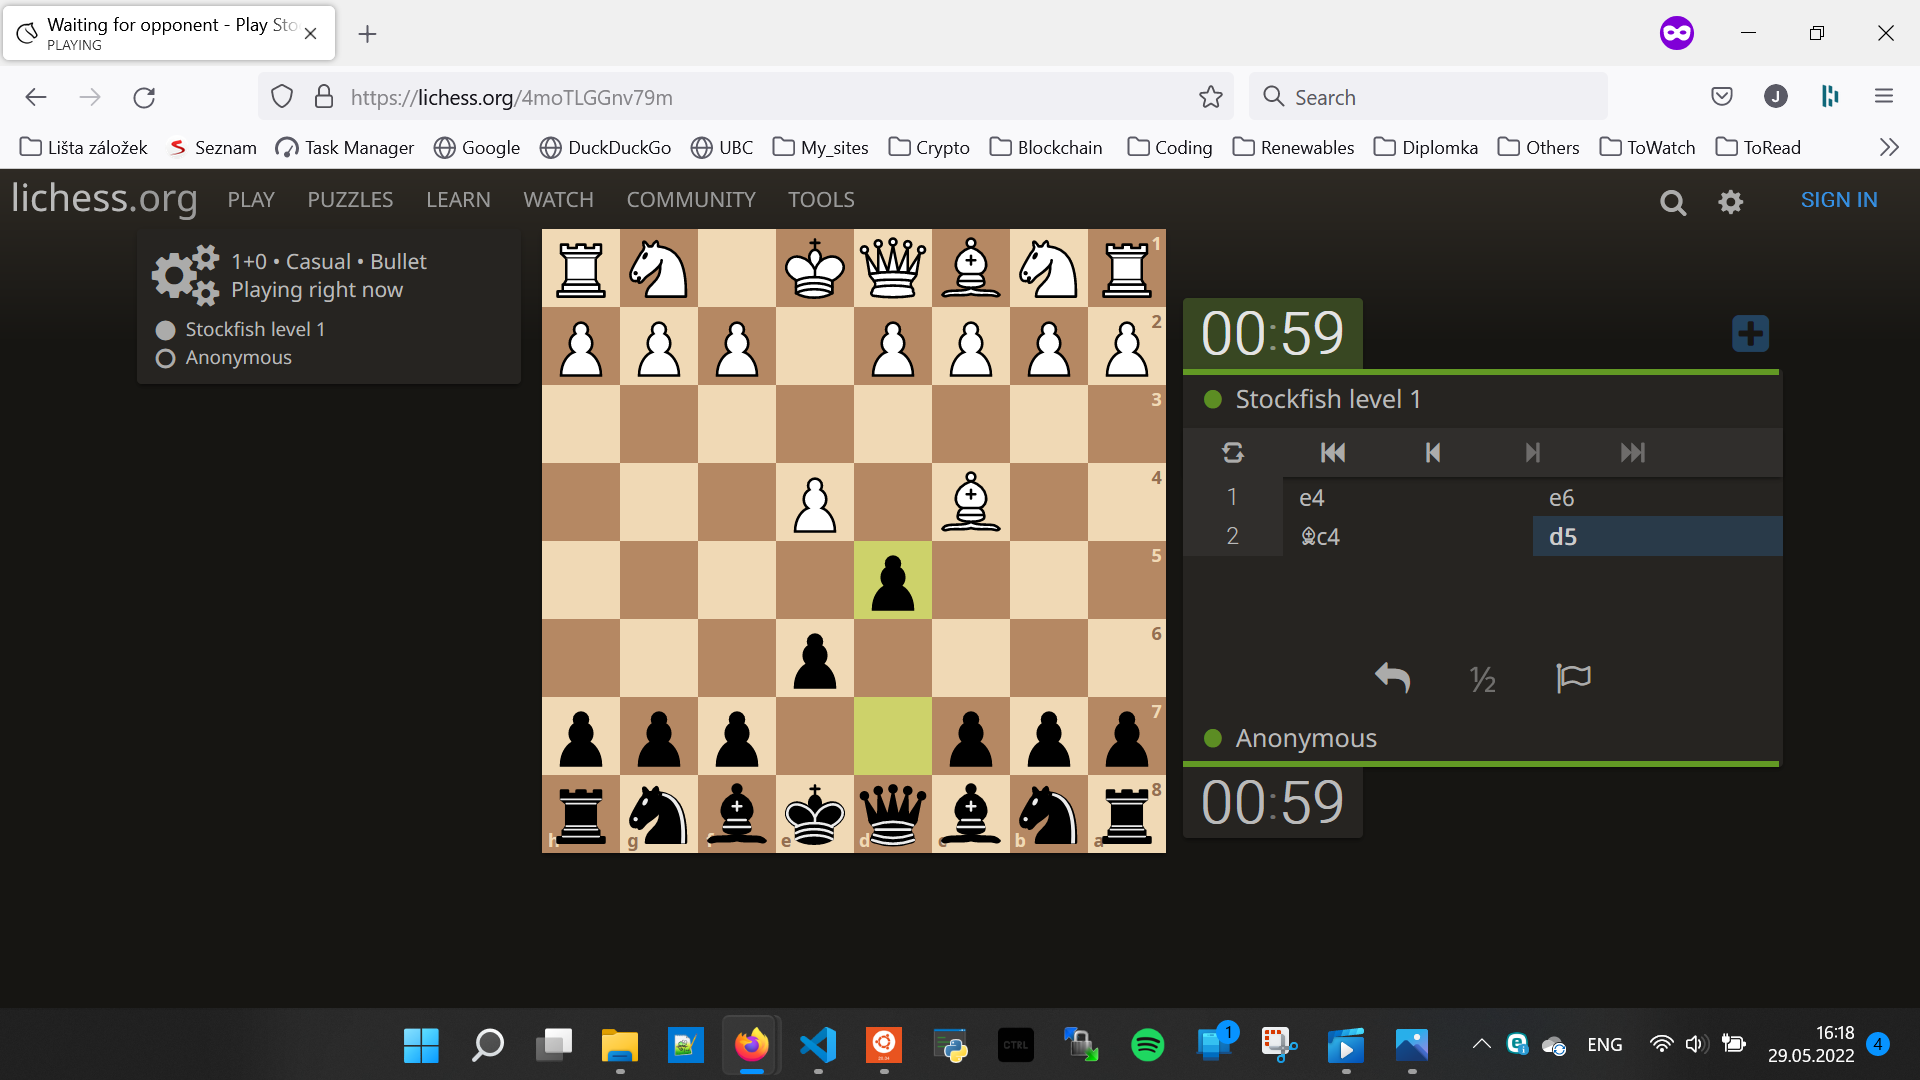 Waiting for opponent - Play Sto
PLAYING
https://lichess.org/4moTLGGnv79m
Search
J
Lišta záložek
Seznam
Task Manager
Google
DuckDuckGo
UBC
My_sites
Crypto
Blockchain
Coding
Renewables
Diplomka
Others
ToWatch
ToRead
lichess.org
PLAY
PUZZLES
LEARN
WATCH
COMMUNITY
TOOLS
SIGN IN
1+0 • Casual • Bullet
Playing right now
Stockfish level 1
Anonymous
1
2
3
4
5
6
7
8
h
g
f
e
d
c
b
a
00:59
Stockfish level 1
1 e4 e6
2 ♗c4 d5
½
Anonymous
00:59
CTRL
1
ENG
16:18
29.05.2022
4